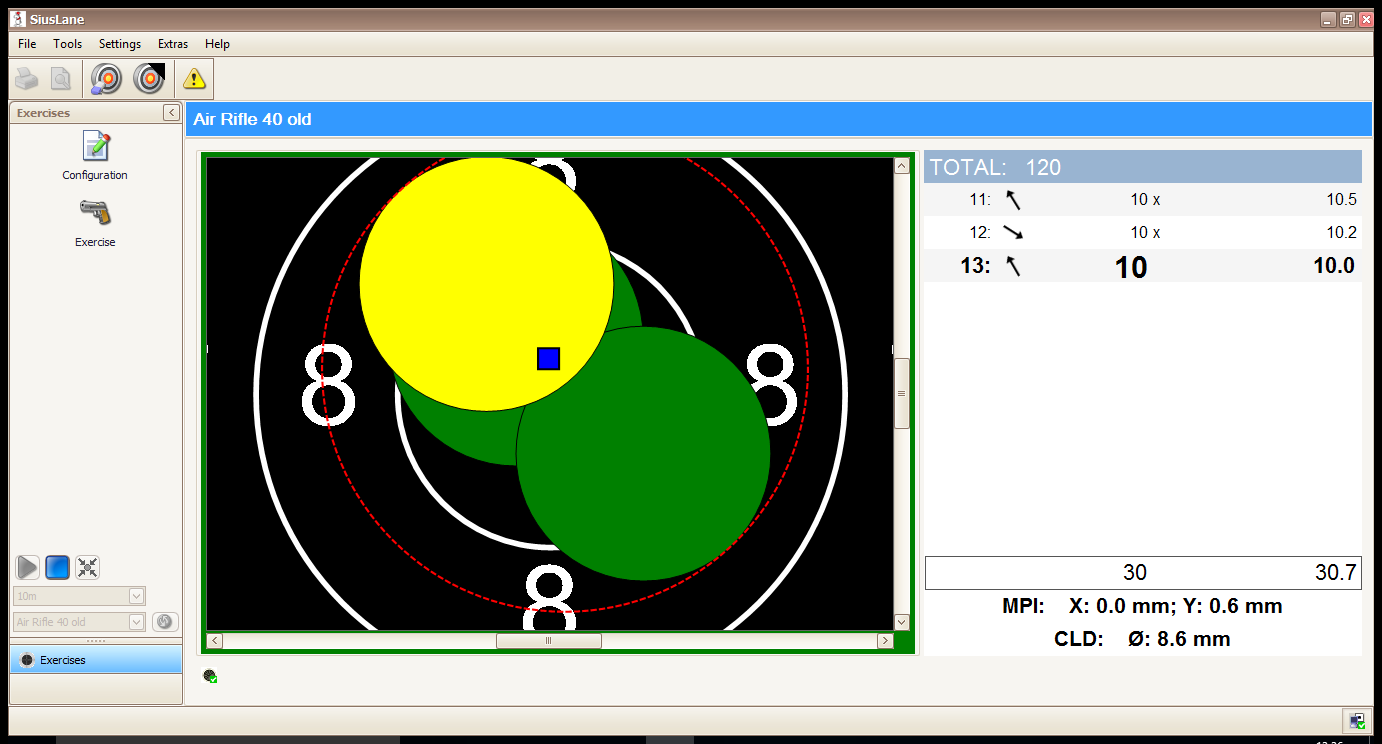 SiusLane
File Tools Settings Extras Help
Exercises
Air Rifle 40 old
Configuration
Exercise
8
8 8
8
TOTAL: 120
11: 10 x 10.5
12: 10 x 10.2
13: 10 10.0
30 30.7
MPI: X: 0.0 mm; Y: 0.6 mm
CLD: Ø: 8.6 mm
10m
Air Rifle 40 old
Exercises